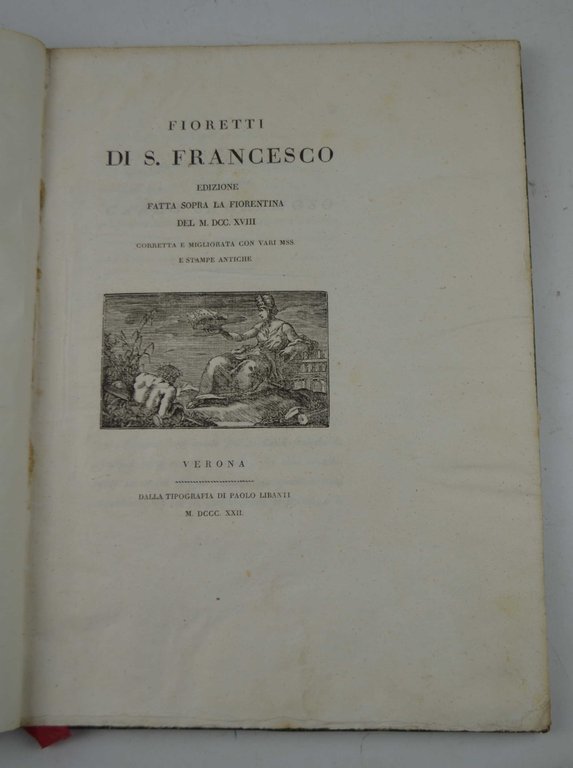 FIORETTI
DI S. FRANCESCO
EDIZIONE
FATTA SOPRA LA FIORENTINA
DEL M. DCC. XVIII
CORRETTA E MIGLIORATA CON VARI MSS.
E STAMPE ANTICHE
VERONA
DALLA TIPOGRAFIA DI PAOLO LIBANTI
M. DCCC. XXII.